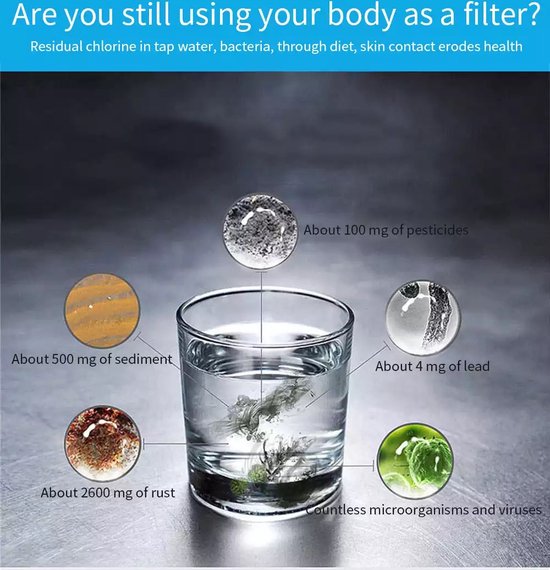 Are you still using your body as a filter?
Residual chlorine in tap water, bacteria, through diet, skin contact erodes health
About 100 mg of pesticides
About 500 mg of sediment
About 4 mg of lead
About 2600 mg of rust
Countless microorganisms and viruses